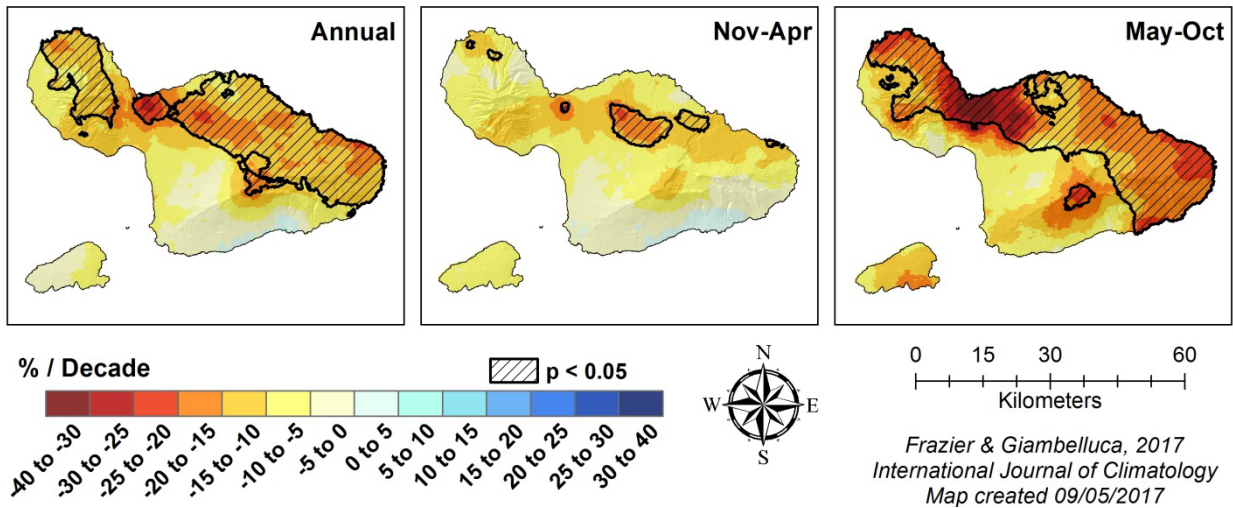 Annual
Nov-Apr
May-Oct
% / Decade
p < 0.05
-40 to -30
-30 to -25
-25 to -20
-20 to -15
-15 to -10
-10 to -5
-5 to 0
0 to 5
5 to 10
10 to 15
15 to 20
20 to 25
25 to 30
30 to 40
N
W E
S
0 15 30 60
Kilometers
Frazier & Giambelluca, 2017
International Journal of Climatology
Map created 09/05/2017